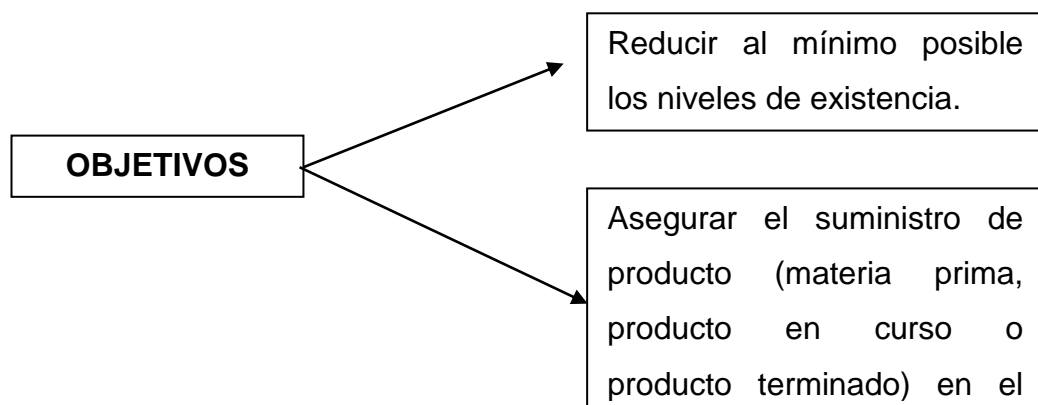 Reducir al mínimo posible
los niveles de existencia.
OBJETIVOS
Asegurar el suministro de
producto (materia prima,
producto en curso o
producto terminado) en el